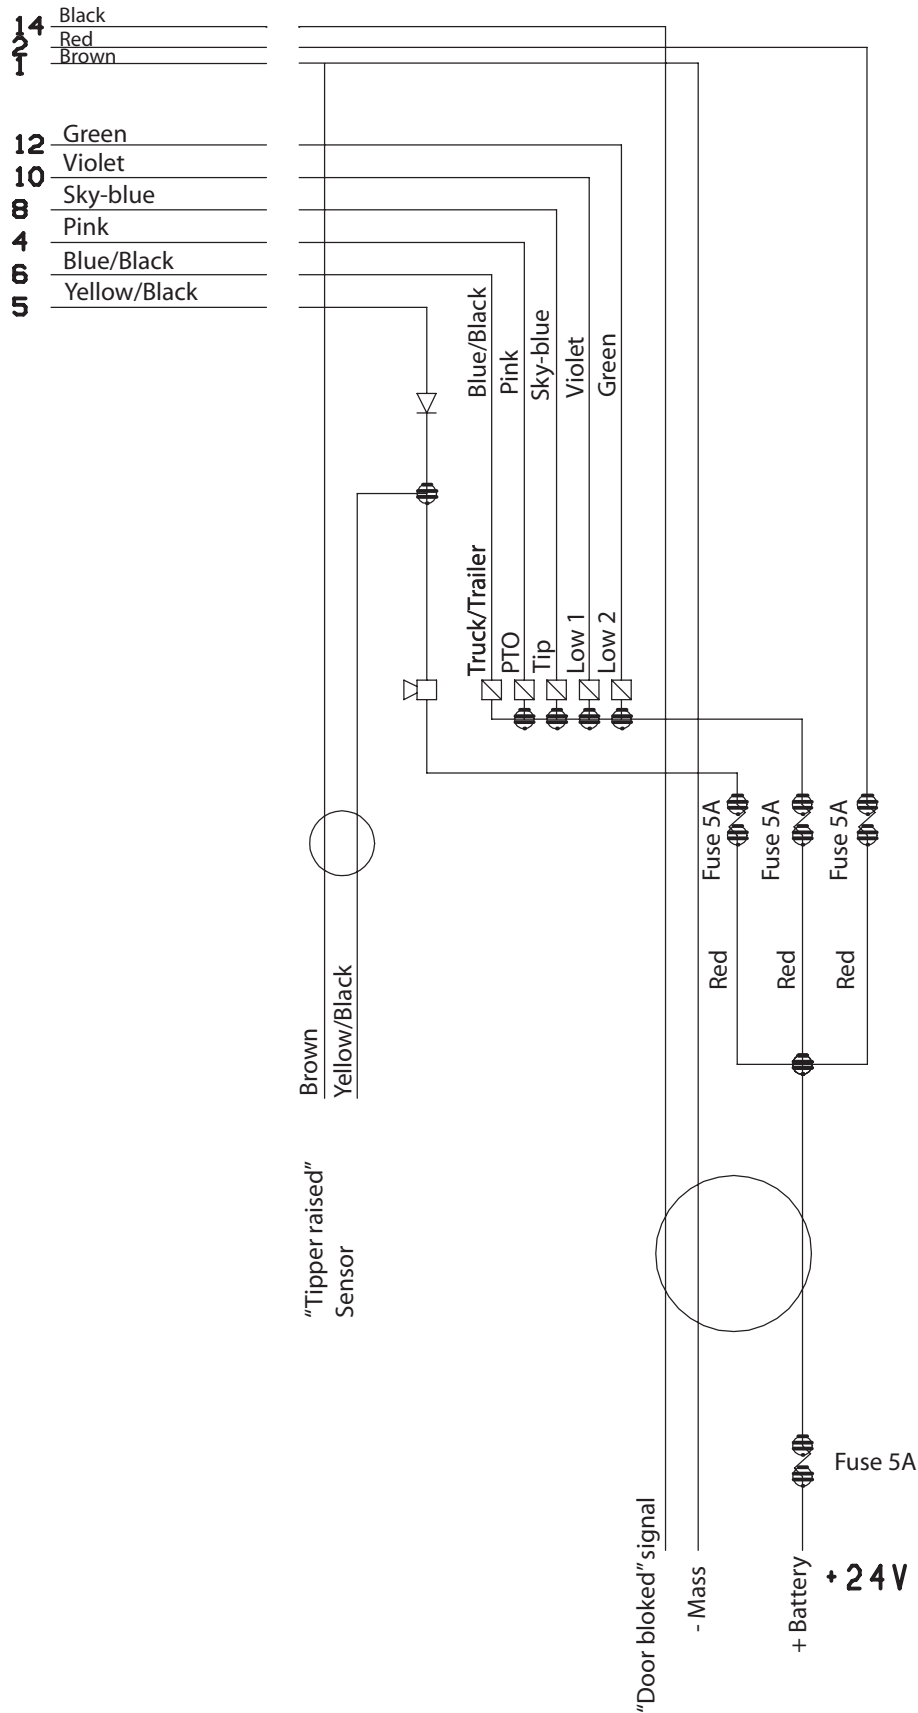 14 Black
2 Red
1 Brown
12 Green
10 Violet
8 Sky-blue
4 Pink
6 Blue/Black
5 Yellow/Black
Blue/Black
Pink
Sky-blue
Violet
Green
Truck/Trailer
PTO
Tip
Low 1
Low 2
Fuse 5A
Fuse 5A
Fuse 5A
Red
Red
Red
Brown
Yellow/Black
“Tipper raised”
Sensor
Fuse 5A
“Door bloked” signal
- Mass
+ Battery
+24V